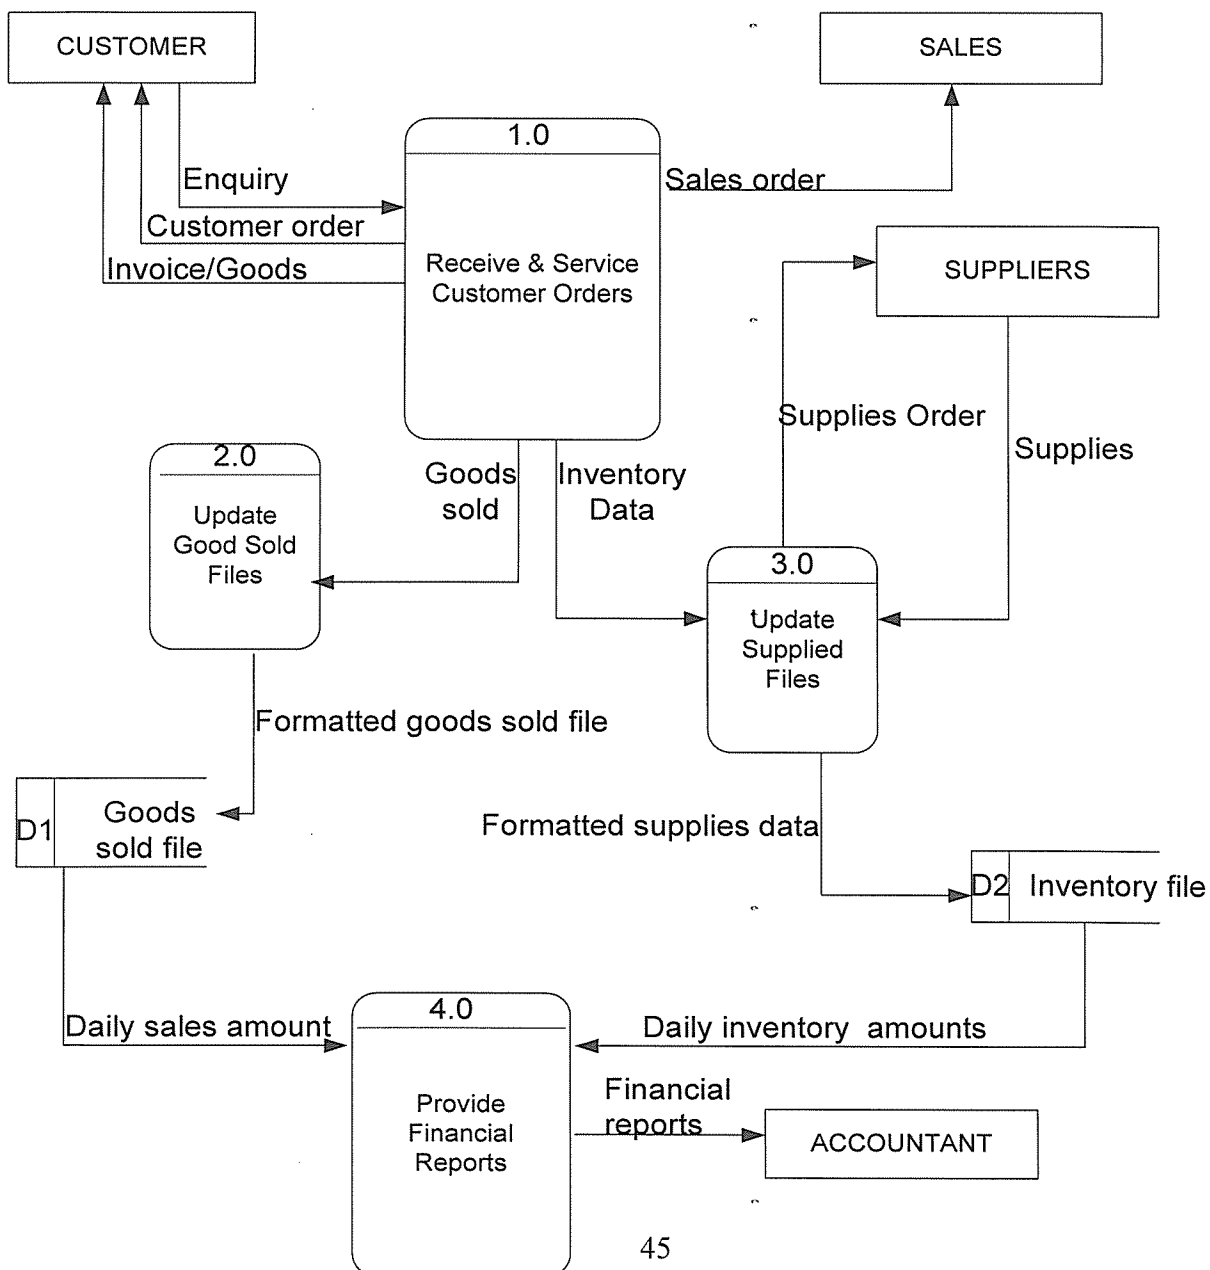 CUSTOMER
SALES
1.0
Enquiry
Sales order
Customer order
Invoice/Goods
Receive & Service
Customer Orders
SUPPLIERS
Supplies Order
Supplies
2.0
Update
Good Sold
Files
Goods
sold
Inventory
Data
3.0
Update
Supplied
Files
Formatted goods sold file
D1
Goods
sold file
Formatted supplies data
D2
Inventory file
4.0
Daily sales amount
Daily inventory amounts
Provide
Financial
Reports
Financial
reports
ACCOUNTANT
45